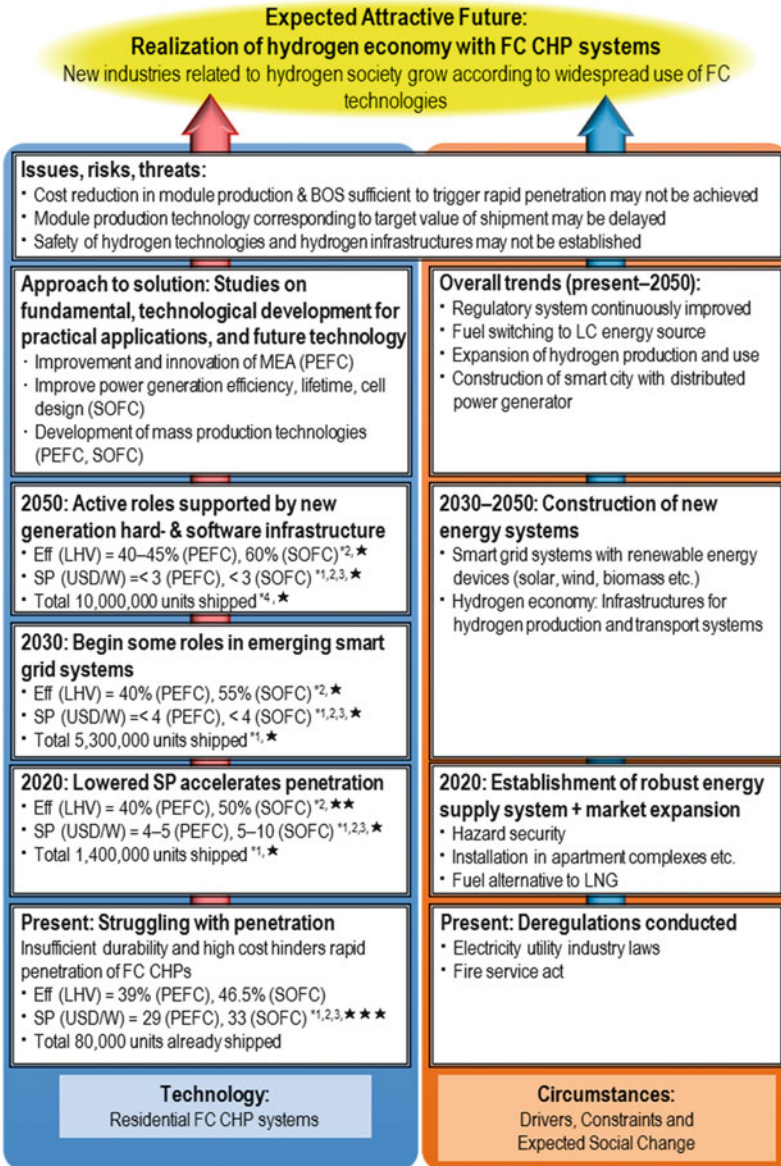 Expected Attractive Future:
Realization of hydrogen economy with FC CHP systems
New industries related to hydrogen society grow according to widespread use of FC
technologies
Issues, risks, threats:
• Cost reduction in module production & BOS sufficient to trigger rapid penetration may not be achieved
• Module production technology corresponding to target value of shipment may be delayed
• Safety of hydrogen technologies and hydrogen infrastructures may not be established
Approach to solution: Studies on
fundamental, technological development for
practical applications, and future technology
· Improvement and innovation of MEA (PEFC)
· Improve power generation efficiency, lifetime, cell
design (SOFC)
· Development of mass production technologies
(PEFC, SOFC)
2050: Active roles supported by new
generation hard- & software infrastructure
• Eff (LHV) = 40–45% (PEFC), 60% (SOFC) *2, ★
• SP (USD/W) =< 3 (PEFC), < 3 (SOFC) *1,2,3, ★
• Total 10,000,000 units shipped *4, ★
2030: Begin some roles in emerging smart
grid systems
• Eff (LHV) = 40% (PEFC), 55% (SOFC) *2, ★
• SP (USD/W) =< 4 (PEFC), < 4 (SOFC) *1,2,3, ★
• Total 5,300,000 units shipped *1, ★
2020: Lowered SP accelerates penetration
• Eff (LHV) = 40% (PEFC), 50% (SOFC) *2, ★★
• SP (USD/W) = 4–5 (PEFC), 5–10 (SOFC) *1,2,3, ★
• Total 1,400,000 units shipped *1, ★
Present: Struggling with penetration
Insufficient durability and high cost hinders rapid
penetration of FC CHPs
• Eff (LHV) = 39% (PEFC), 46.5% (SOFC)
• SP (USD/W) = 29 (PEFC), 33 (SOFC) *1,2,3, ★ ★ ★
• Total 80,000 units already shipped
Technology:
Residential FC CHP systems
Overall trends (present–2050):
• Regulatory system continuously improved
• Fuel switching to LC energy source
• Expansion of hydrogen production and use
• Construction of smart city with distributed
power generator
2030–2050: Construction of new
energy systems
• Smart grid systems with renewable energy
devices (solar, wind, biomass etc.)
• Hydrogen economy: Infrastructures for
hydrogen production and transport systems
2020: Establishment of robust energy
supply system + market expansion
• Hazard security
• Installation in apartment complexes etc.
• Fuel alternative to LNG
Present: Deregulations conducted
• Electricity utility industry laws
• Fire service act
Circumstances:
Drivers, Constraints and
Expected Social Change